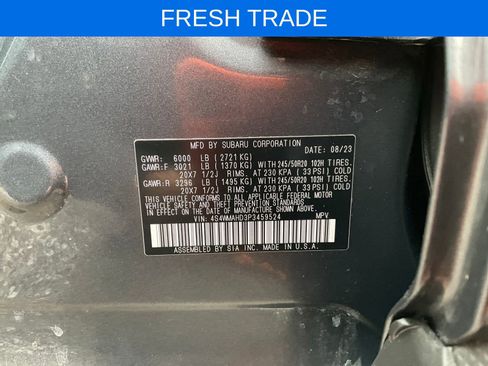 FRESH TRADE
MFD BY SUBARU CORPORATION DATE: 08/23
GVWR: 6000 LB (2721 KG)
GAWR:F 3021 LB (1370 KG) WITH 245/50R20 102H TIRES,
20X7 1/2J RIMS, AT 230 KPA (33 PSI) COLD
GAWR:R 3296 LB (1495 KG) WITH 245/50R20 102H TIRES,
20X7 1/2J RIMS, AT 230 KPA (33 PSI) COLD
THIS VEHICLE CONFORMS TO ALL APPLICABLE
FEDERAL MOTOR VEHICLE SAFETY, BUMPER,
AND THEFT PREVENTION STANDARDS
IN EFFECT ON THE DATE OF
MANUFACTURE SHOWN ABOVE.
VIN: 4S4WMAHD3P3459524 MPV
ASSEMBLED BY SIA INC. MADE IN U.S.A.